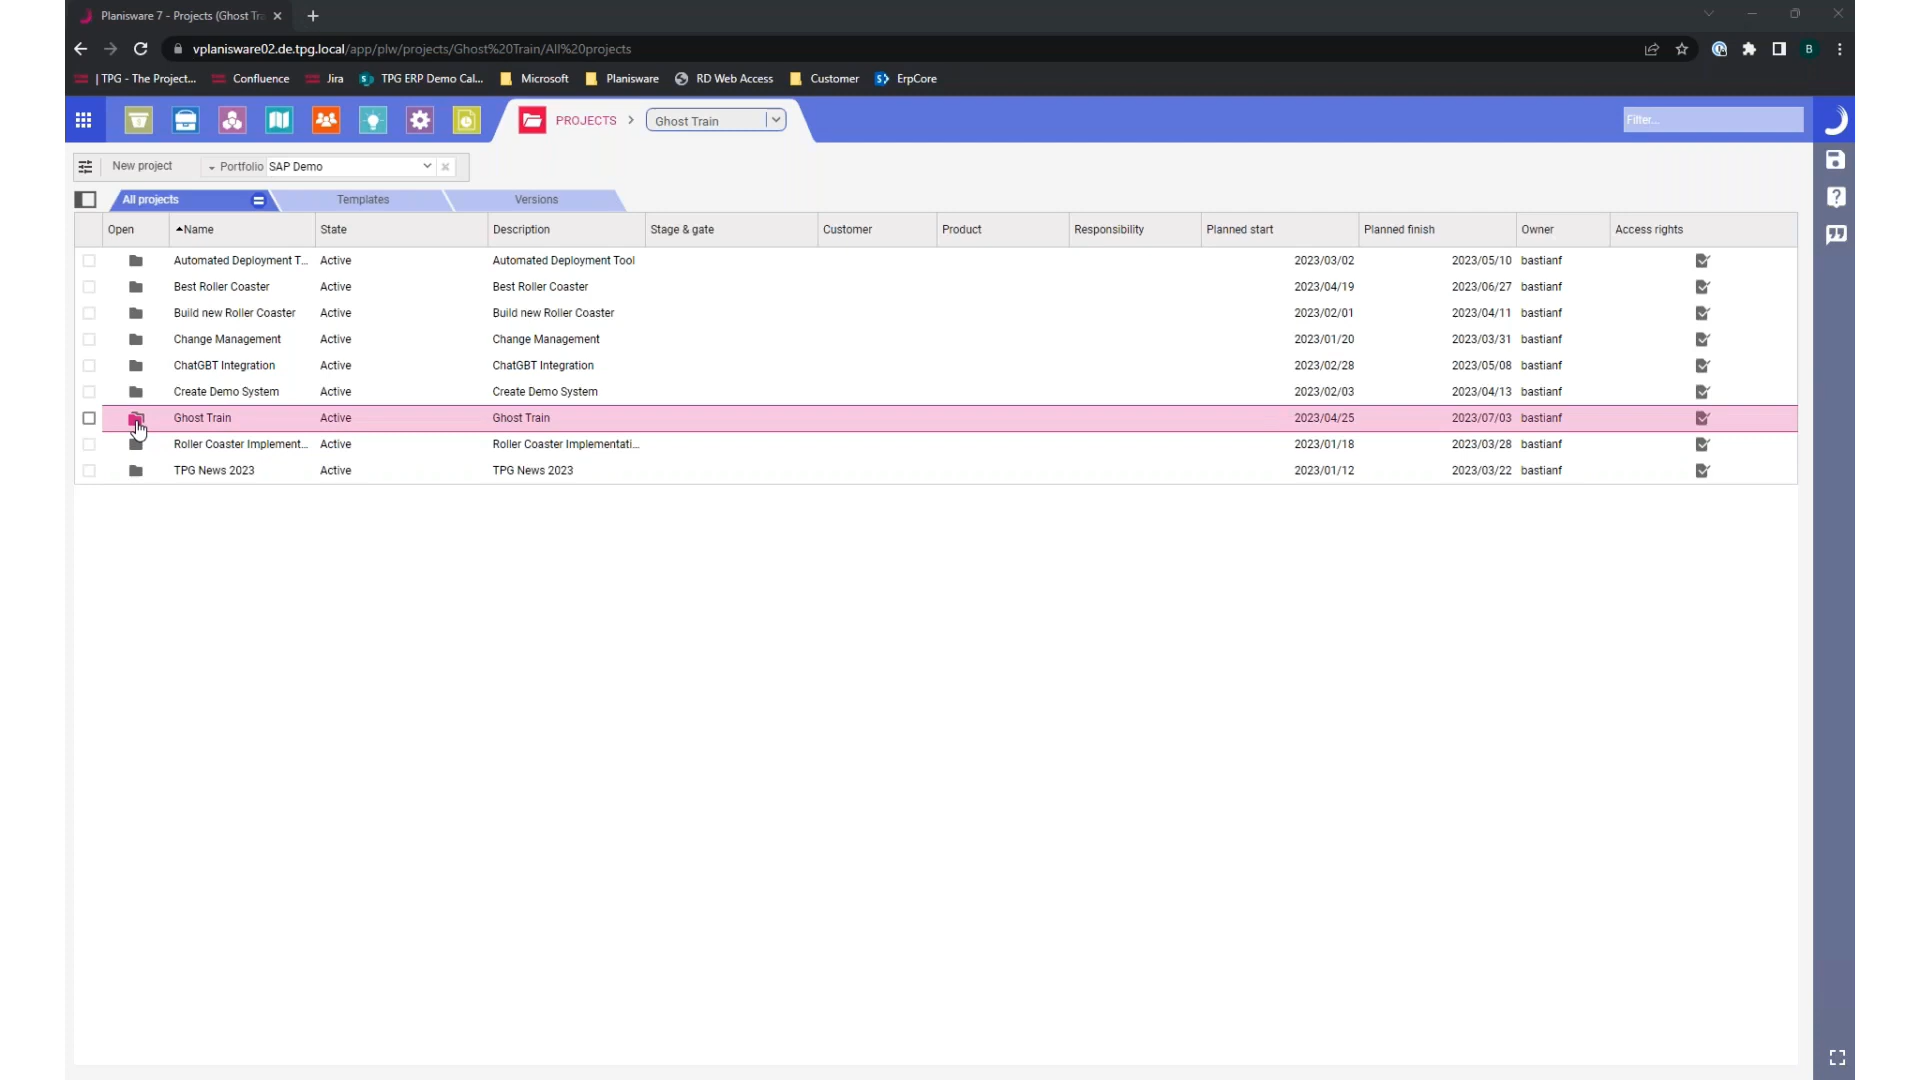 Planisware 7 - Projects (Ghost Tra
vplanisware02.de.tpg.local/app/plw/projects/Ghost%20Train/All%20projects
B
| TPG - The Project... Confluence Jira TPG ERP Demo Cal... Microsoft Planisware RD Web Access Customer ErpCore
PROJECTS > Ghost Train
Filter...
New project Portfolio SAP Demo
All projects Templates Versions
Open Name State Description Stage & gate Customer Product Responsibility Planned start Planned finish Owner Access rights
Automated Deployment T... Active Automated Deployment Tool 2023/03/02 2023/05/10 bastianf
Best Roller Coaster Active Best Roller Coaster 2023/04/19 2023/06/27 bastianf
Build new Roller Coaster Active Build new Roller Coaster 2023/02/01 2023/04/11 bastianf
Change Management Active Change Management 2023/01/20 2023/03/31 bastianf
ChatGBT Integration Active ChatGBT Integration 2023/02/28 2023/05/08 bastianf
Create Demo System Active Create Demo System 2023/02/03 2023/04/13 bastianf
Ghost Train Active Ghost Train 2023/04/25 2023/07/03 bastianf
Roller Coaster Implement... Active Roller Coaster Implementati... 2023/01/18 2023/03/28 bastianf
TPG News 2023 Active TPG News 2023 2023/01/12 2023/03/22 bastianf